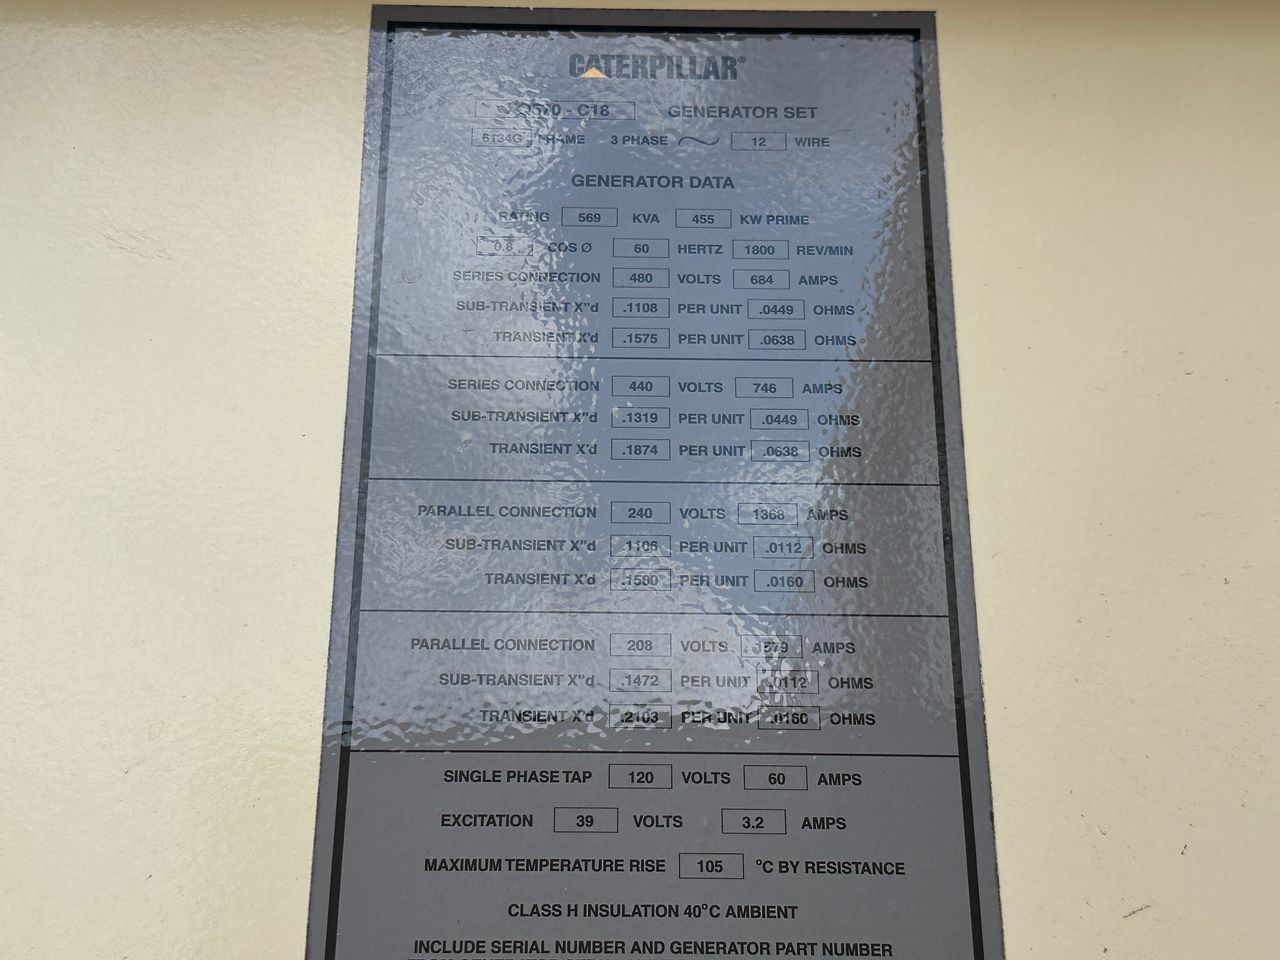 CATERPILLAR®
- C18 GENERATOR SET
6134G FRAME 3 PHASE 12 WIRE
GENERATOR DATA
RATING 569 KVA 455 KW PRIME
0.8 COS Ø 60 HERTZ 1800 REV/MIN
SERIES CONNECTION 480 VOLTS 684 AMPS
SUB-TRANSIENT X"d .1108 PER UNIT .0449 OHMS
TRANSIENT X'd .1575 PER UNIT .0638 OHMS
SERIES CONNECTION 440 VOLTS 746 AMPS
SUB-TRANSIENT X"d .1319 PER UNIT .0449 OHMS
TRANSIENT X'd .1874 PER UNIT .0638 OHMS
PARALLEL CONNECTION 240 VOLTS 1368 AMPS
SUB-TRANSIENT X"d .1106 PER UNIT .0112 OHMS
TRANSIENT X'd .1580 PER UNIT .0160 OHMS
PARALLEL CONNECTION 208 VOLTS 1579 AMPS
SUB-TRANSIENT X"d .1472 PER UNIT .0112 OHMS
TRANSIENT X'd .2103 PER UNIT .0160 OHMS
SINGLE PHASE TAP 120 VOLTS 60 AMPS
EXCITATION 39 VOLTS 3.2 AMPS
MAXIMUM TEMPERATURE RISE 105 °C BY RESISTANCE
CLASS H INSULATION 40°C AMBIENT
INCLUDE SERIAL NUMBER AND GENERATOR PART NUMBER